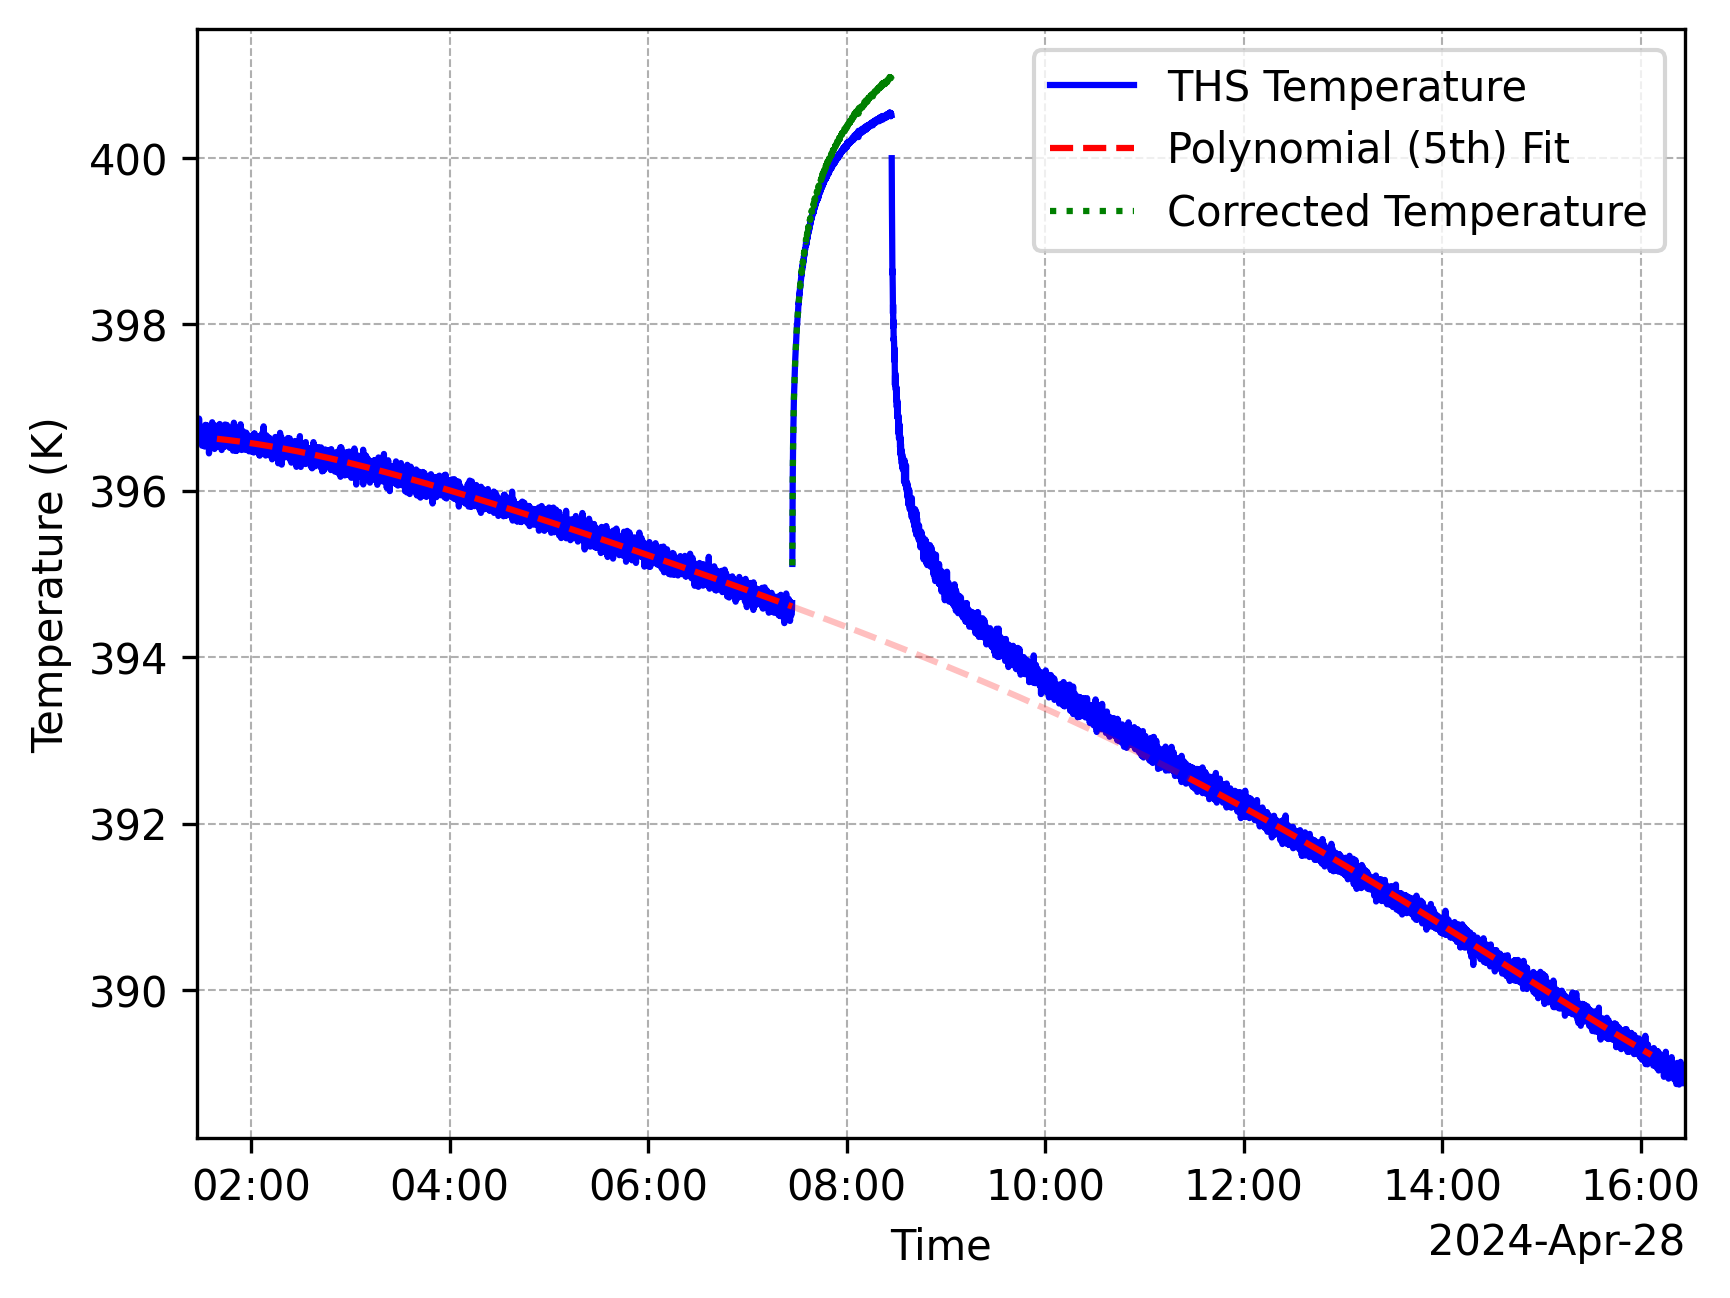 THS Temperature
Polynomial (5th) Fit
Corrected Temperature
Temperature (K)
400
398
396
394
392
390
02:00 04:00 06:00 08:00 10:00 12:00 14:00 16:00
Time
2024-Apr-28